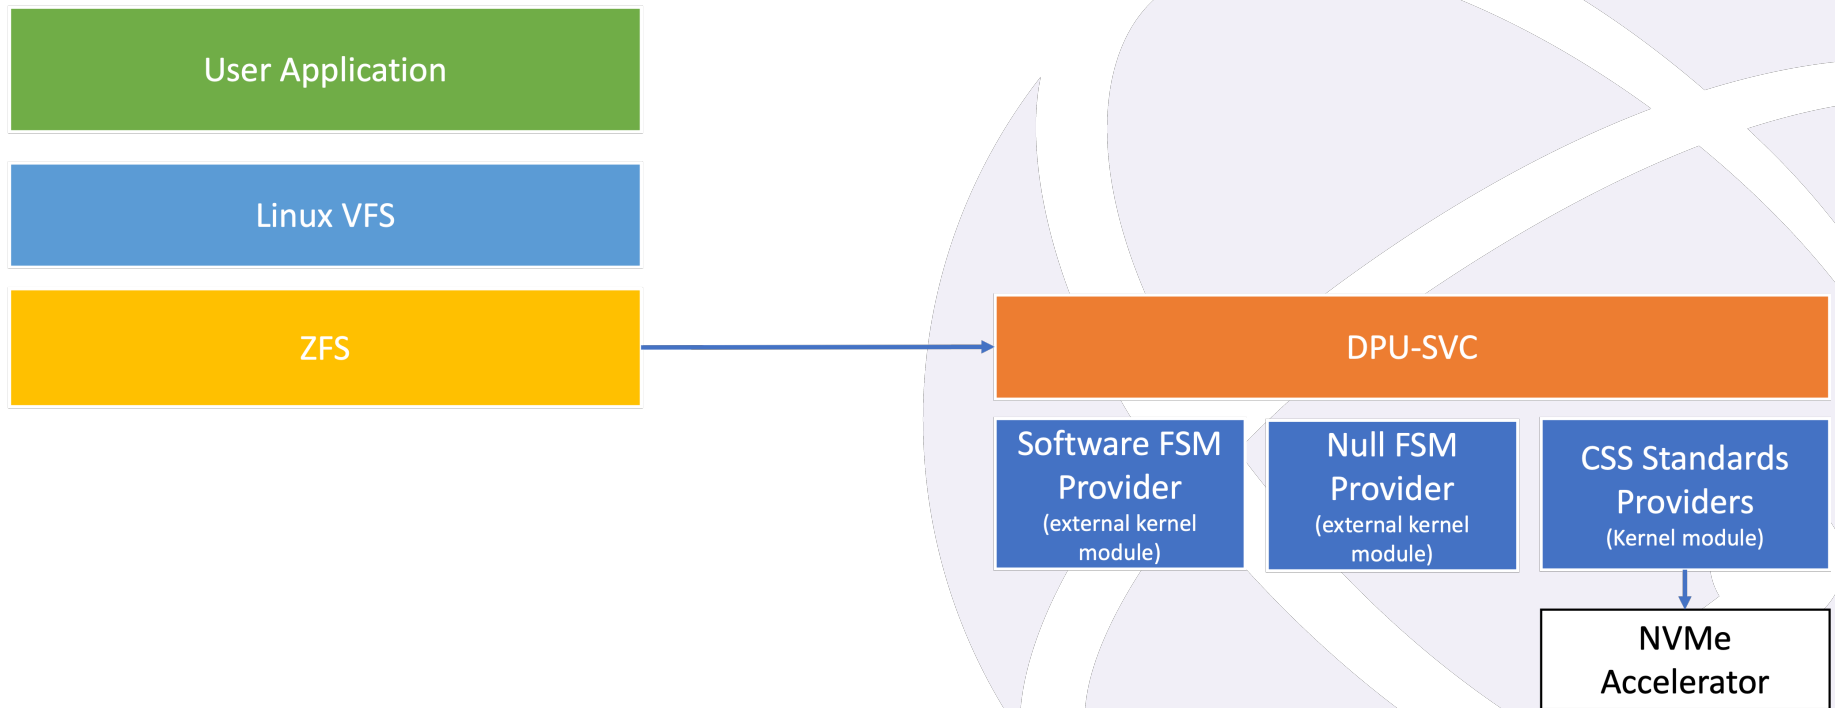 User Application
Linux VFS
ZFS
DPU-SVC
Software FSM
Provider
(external kernel
module)
Null FSM
Provider
(external kernel
module)
CSS Standards
Providers
(Kernel module)
NVMe
Accelerator